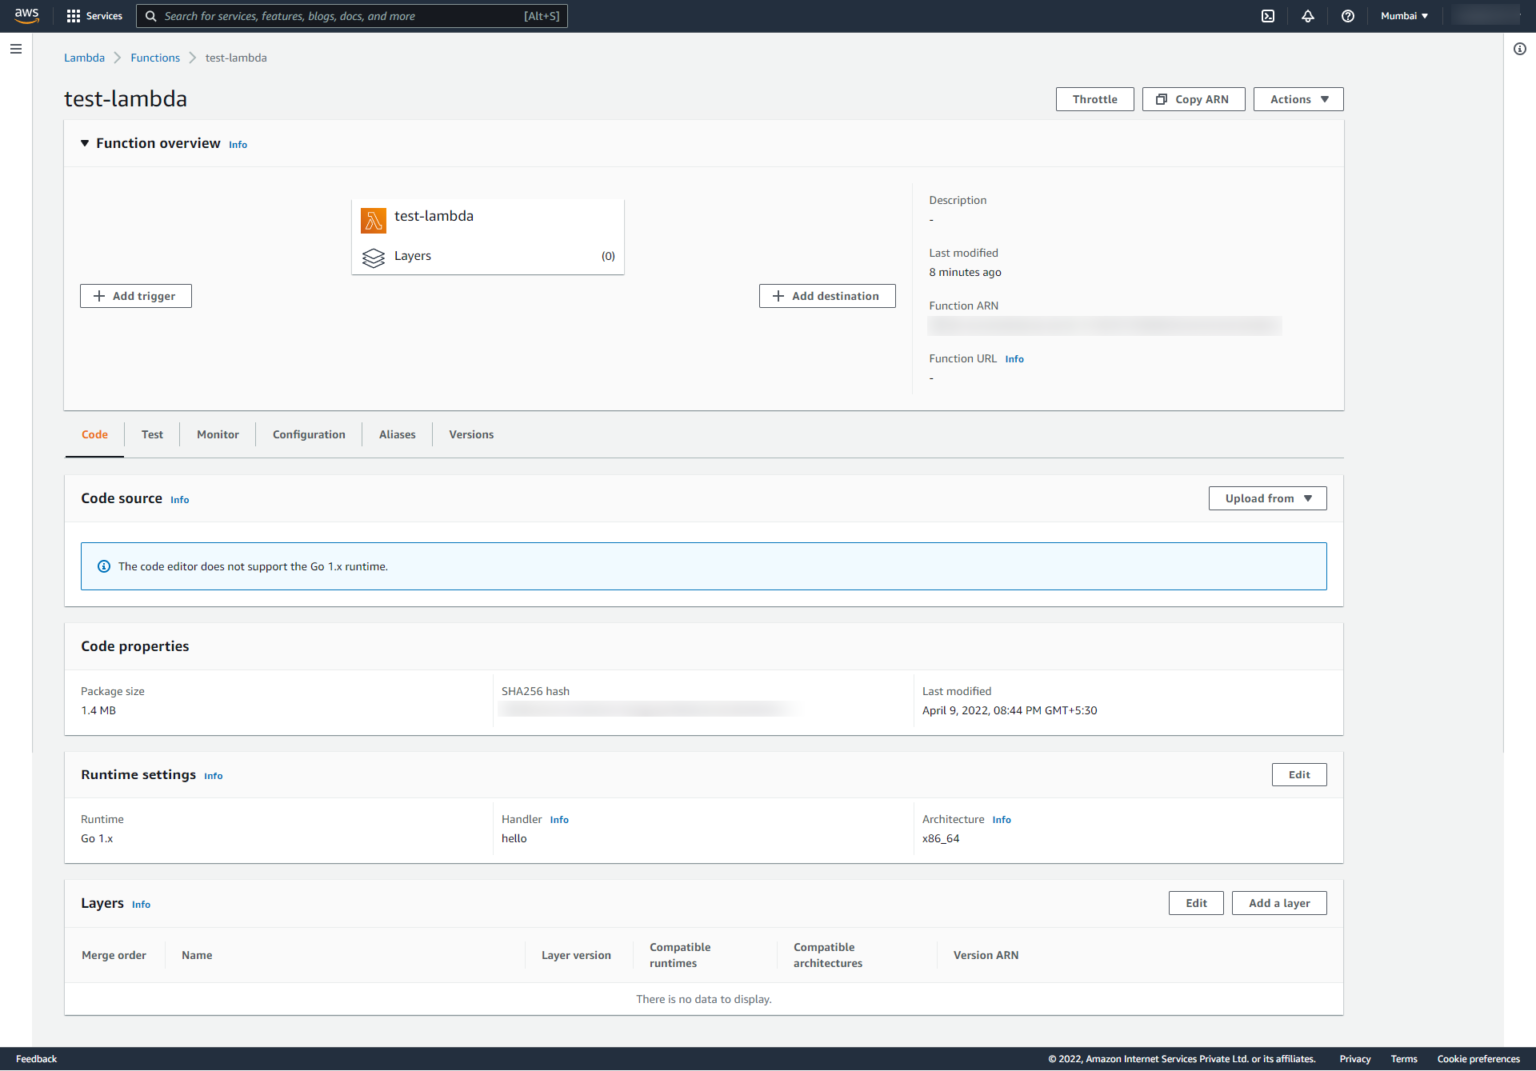 aws Services Search for services, features, blogs, docs, and more [Alt+S] Mumbai
Lambda Functions test-lambda
test-lambda
Throttle Copy ARN Actions
Function overview Info
test-lambda
Layers (0)
Add trigger
Add destination
Description
-
Last modified
8 minutes ago
Function ARN
Function URL Info
-
Code Test Monitor Configuration Aliases Versions
Code source Info Upload from
The code editor does not support the Go 1.x runtime.
Code properties
Package size SHA256 hash Last modified
1.4 MB April 9, 2022, 08:44 PM GMT+5:30
Runtime settings Info Edit
Runtime Handler Info Architecture Info
Go 1.x hello x86_64
Layers Info Edit Add a layer
Merge order Name Layer version Compatible runtimes Compatible architectures Version ARN
There is no data to display.
Feedback © 2022, Amazon Internet Services Private Ltd. or its affiliates. Privacy Terms Cookie preferences